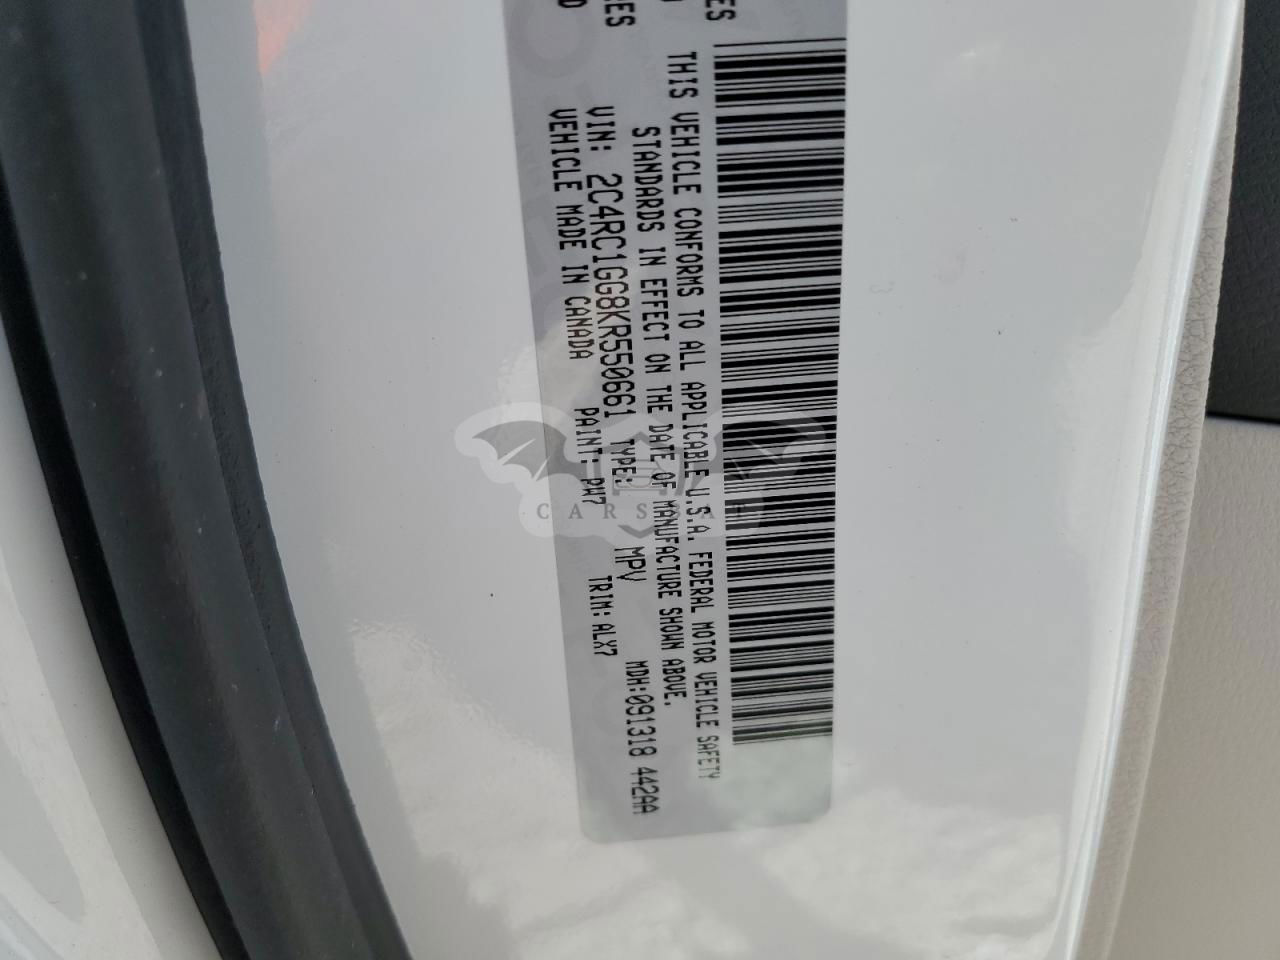 THIS VEHICLE CONFORMS TO ALL APPLICABLE U.S.A. FEDERAL MOTOR VEHICLE SAFETY
STANDARDS IN EFFECT ON THE DATE OF MANUFACTURE SHOWN ABOVE.
MDH:091318 442AA
VIN: 2C4RC1GG8KR550661 TYPE: MPV
VEHICLE MADE IN CANADA PAINT: PW7 TRIM:ALX7